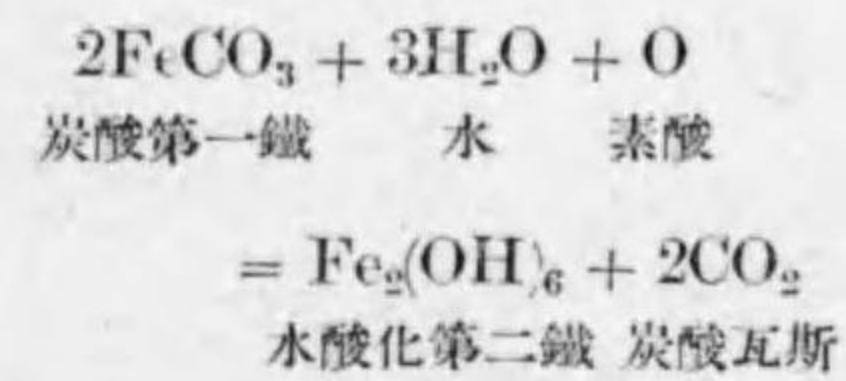 2FeCO₃ + 3H₂O + O
炭酸第一鐵 水 素酸
= Fe₂(OH)₆ + 2CO₂
水酸化第二鐵 炭酸瓦斯